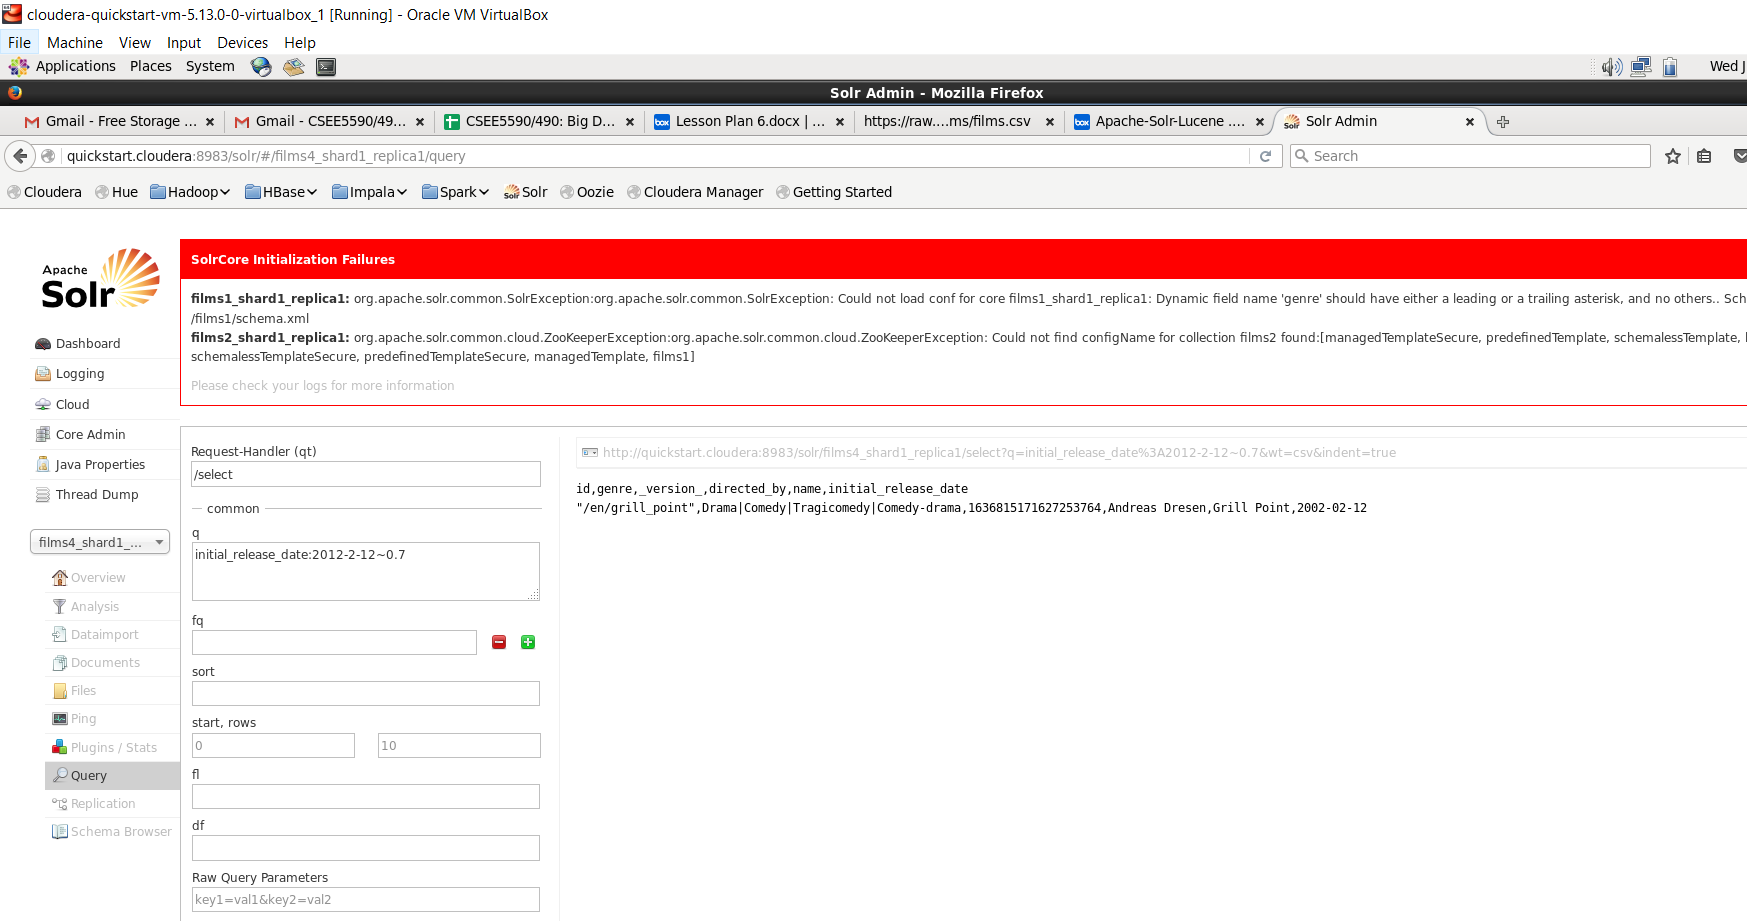 cloudera-quickstart-vm-5.13.0-0-virtualbox_1 [Running] - Oracle VM VirtualBox
File Machine View Input Devices Help
Applications Places System Wed J
Solr Admin - Mozilla Firefox
Gmail - Free Storage ... Gmail - CSEE5590/49... CSEE5590/490: Big D... Lesson Plan 6.docx | ... https://raw....ms/films.csv Apache-Solr-Lucene .... Solr Admin
quickstart.cloudera:8983/solr/#/films4_shard1_replica1/query Search
Cloudera Hue Hadoop HBase Impala Spark Solr Oozie Cloudera Manager Getting Started
Apache
Solr
SolrCore Initialization Failures
films1_shard1_replica1: org.apache.solr.common.SolrException:org.apache.solr.common.SolrException: Could not load conf for core films1_shard1_replica1: Dynamic field name 'genre' should have either a leading or a trailing asterisk, and no others.. Sch
/films1/schema.xml
films2_shard1_replica1: org.apache.solr.common.cloud.ZooKeeperException:org.apache.solr.common.cloud.ZooKeeperException: Could not find configName for collection films2 found:[managedTemplateSecure, predefinedTemplate, schemalessTemplate,
schemalessTemplateSecure, predefinedTemplateSecure, managedTemplate, films1]
Please check your logs for more information
Dashboard
Logging
Cloud
Core Admin
Java Properties
Thread Dump
films4_shard1_...
Overview
Analysis
Dataimport
Documents
Files
Ping
Plugins / Stats
Query
Replication
Schema Browser
Request-Handler (qt)
/select
common
q
initial_release_date:2012-2-12~0.7
fq
sort
start, rows
0 10
fl
df
Raw Query Parameters
key1=val1&key2=val2
http://quickstart.cloudera:8983/solr/films4_shard1_replica1/select?q=initial_release_date%3A2012-2-12~0.7&wt=csv&indent=true
id,genre,_version_,directed_by,name,initial_release_date
"/en/grill_point",Drama|Comedy|Tragicomedy|Comedy-drama,1636815171627253764,Andreas Dresen,Grill Point,2002-02-12